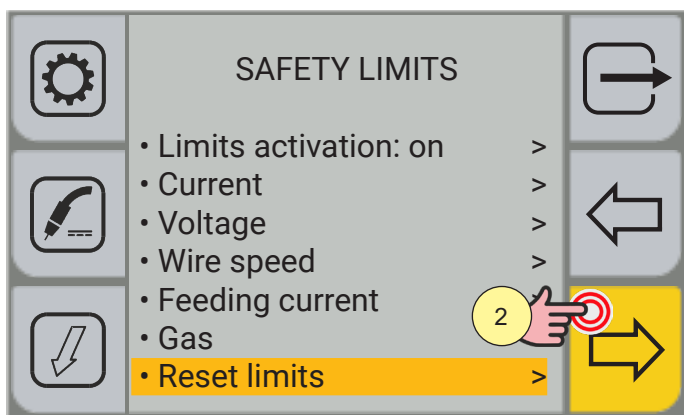 SAFETY LIMITS
• Limits activation: on >
• Current >
• Voltage >
• Wire speed >
• Feeding current
• Gas
• Reset limits >
2